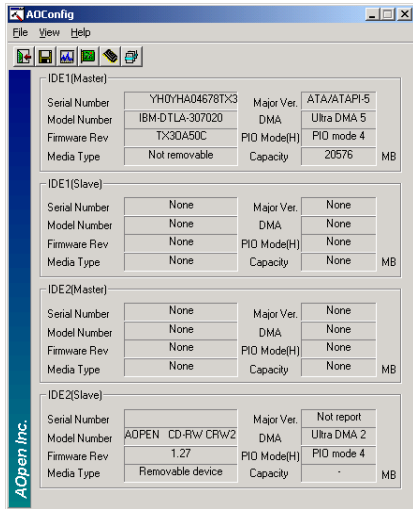 AOConfig
File View Help
IDE1(Master)
Serial Number YH0YHA04678TX3 Major Ver. ATA/ATAPI-5
Model Number IBM-DTLA-307020 DMA Ultra DMA 5
Firmware Rev TX3OA50C PIO Mode(H) PIO mode 4
Media Type Not removable Capacity 20576 MB
IDE1(Slave)
Serial Number None Major Ver. None
Model Number None DMA None
Firmware Rev None PIO Mode(H) None
Media Type None Capacity None MB
IDE2(Master)
Serial Number None Major Ver. None
Model Number None DMA None
Firmware Rev None PIO Mode(H) None
Media Type None Capacity None MB
IDE2(Slave)
Serial Number Major Ver. Not report
Model Number AOPEN CD-RW CRW2 DMA Ultra DMA 2
Firmware Rev 1.27 PIO Mode(H) PIO mode 4
Media Type Removable device Capacity - MB
AOpen Inc.